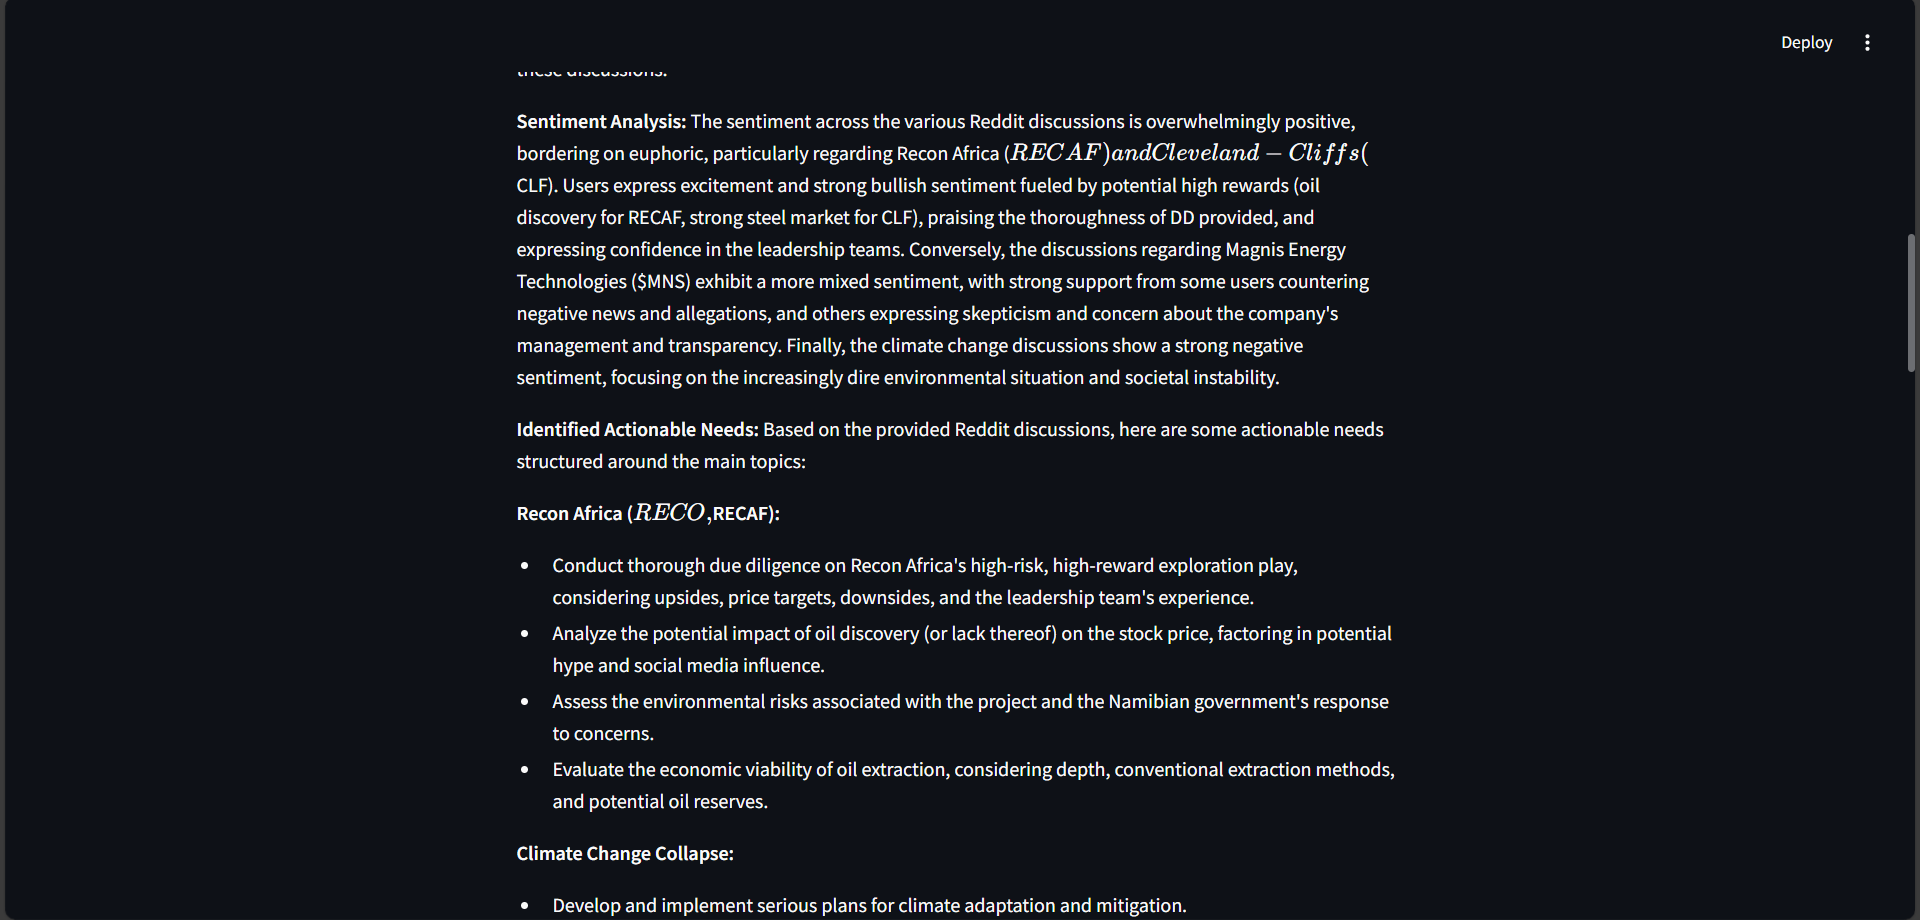 Deploy
these discussions.
Sentiment Analysis: The sentiment across the various Reddit discussions is overwhelmingly positive,
bordering on euphoric, particularly regarding Recon Africa (RECAF)andCleveland−Cliffs(
CLF). Users express excitement and strong bullish sentiment fueled by potential high rewards (oil
discovery for RECAF, strong steel market for CLF), praising the thoroughness of DD provided, and
expressing confidence in the leadership teams. Conversely, the discussions regarding Magnis Energy
Technologies ($MNS) exhibit a more mixed sentiment, with strong support from some users countering
negative news and allegations, and others expressing skepticism and concern about the company's
management and transparency. Finally, the climate change discussions show a strong negative
sentiment, focusing on the increasingly dire environmental situation and societal instability.
Identified Actionable Needs: Based on the provided Reddit discussions, here are some actionable needs
structured around the main topics:
Recon Africa (RECO,RECAF):
• Conduct thorough due diligence on Recon Africa's high-risk, high-reward exploration play,
considering upsides, price targets, downsides, and the leadership team's experience.
• Analyze the potential impact of oil discovery (or lack thereof) on the stock price, factoring in potential
hype and social media influence.
• Assess the environmental risks associated with the project and the Namibian government's response
to concerns.
• Evaluate the economic viability of oil extraction, considering depth, conventional extraction methods,
and potential oil reserves.
Climate Change Collapse:
• Develop and implement serious plans for climate adaptation and mitigation.